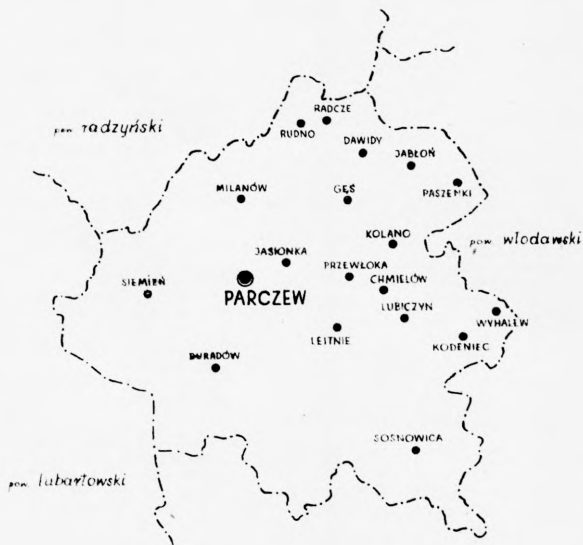 RADCZE
pow. radzyński
RUDNO
DAWIDY
JABŁOŃ
MILANÓW
GĘŚ
PASZENKI
KOLANO
pow. włodawski
JASIONKA
PRZEWŁOKA
SIEMIEŃ
CHMIELÓW
PARCZEW
LUBICZYN
WYHALEW
LEITNIE
KODENIEC
BURADÓW
SOSNOWICA
pow. lubartowski